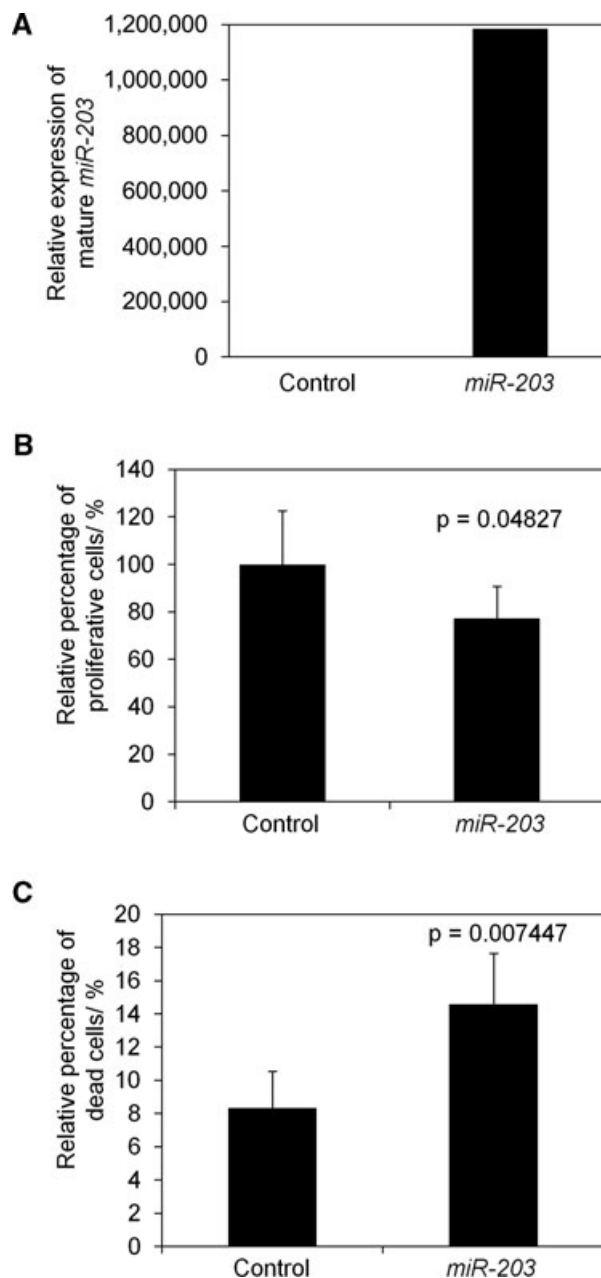 A
Relative expression of
mature miR-203
1,200,000
1,000,000
800,000
600,000
400,000
200,000
0
Control miR-203
B
Relative percentage of
proliferative cells/ %
140
120
100
80
60
40
20
0
p = 0.04827
Control miR-203
C
Relative percentage of
dead cells/ %
20
18
16
14
12
10
8
6
4
2
0
p = 0.007447
Control miR-203